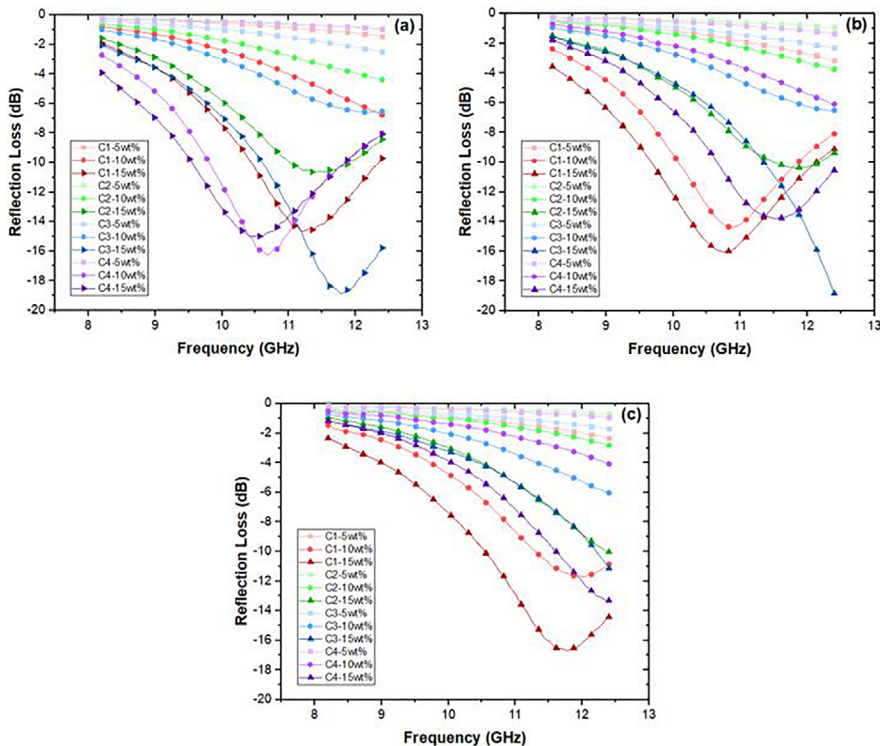 (a)
0
-2
-4
-6
-8
-10
-12
-14
-16
-18
-20
Reflection Loss (dB)
C1-5wt%
C1-10wt%
C1-15wt%
C2-5wt%
C2-10wt%
C2-15wt%
C3-5wt%
C3-10wt%
C3-15wt%
C4-5wt%
C4-10wt%
C4-15wt%
8 9 10 11 12 13
Frequency (GHz)
(b)
0
-2
-4
-6
-8
-10
-12
-14
-16
-18
-20
Reflection Loss (dB)
C1-5wt%
C1-10wt%
C1-15wt%
C2-5wt%
C2-10wt%
C2-15wt%
C3-5wt%
C3-10wt%
C3-15wt%
C4-5wt%
C4-10wt%
C4-15wt%
8 9 10 11 12 13
Frequency (GHz)
(c)
0
-2
-4
-6
-8
-10
-12
-14
-16
-18
-20
Reflection Loss (dB)
C1-5wt%
C1-10wt%
C1-15wt%
C2-5wt%
C2-10wt%
C2-15wt%
C3-5wt%
C3-10wt%
C3-15wt%
C4-5wt%
C4-10wt%
C4-15wt%
8 9 10 11 12 13
Frequency (GHz)